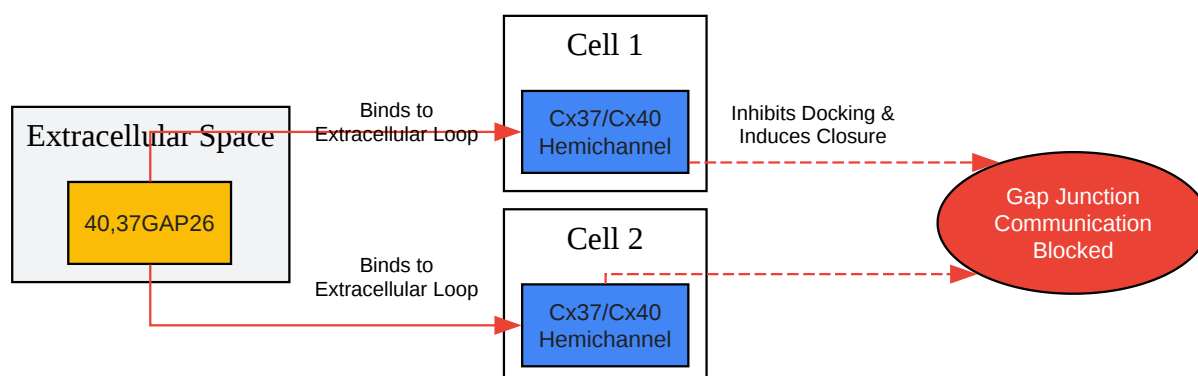 Extracellular Space
40,37GAP26
Binds to
Extracellular Loop
Cell 1
Cx37/Cx40
Hemichannel
Inhibits Docking &
Induces Closure
Binds to
Extracellular Loop
Cell 2
Cx37/Cx40
Hemichannel
Gap Junction
Communication
Blocked